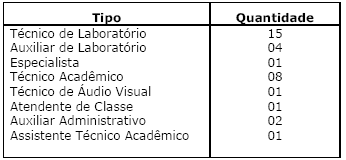 Tipo Quantidade
Técnico de Laboratório 15
Auxiliar de Laboratório 04
Especialista 01
Técnico Acadêmico 08
Técnico de Áudio Visual 01
Atendente de Classe 01
Auxiliar Administrativo 02
Assistente Técnico Acadêmico 01